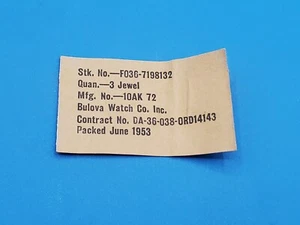 Stk. No.—F036-7198132
Quan.—3 Jewel
Mfg. No.—10AK 72
Bulova Watch Co. Inc.
Contract No. DA-36-038-ORD14143
Packed June 1953